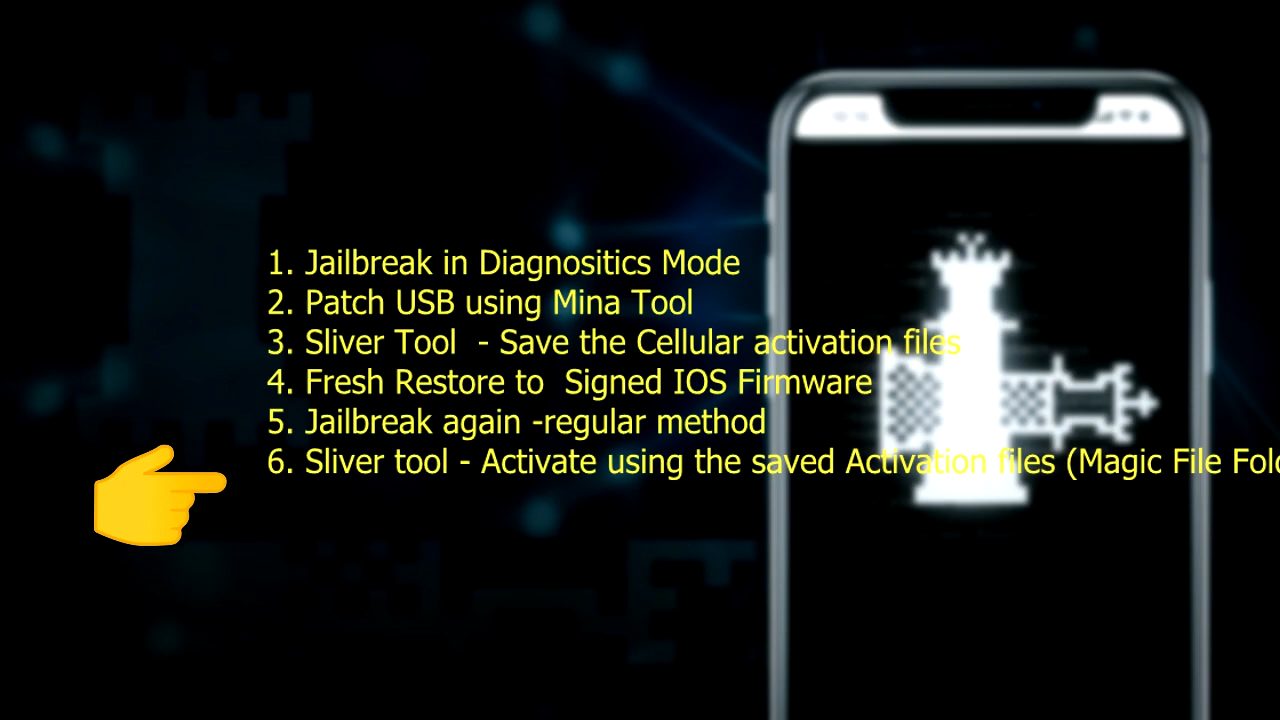 1. Jailbreak in Diagnositics Mode
2. Patch USB using Mina Tool
3. Sliver Tool  - Save the Cellular activation files
4. Fresh Restore to  Signed IOS Firmware
5. Jailbreak again -regular method
6. Sliver tool - Activate using the saved Activation files (Magic File